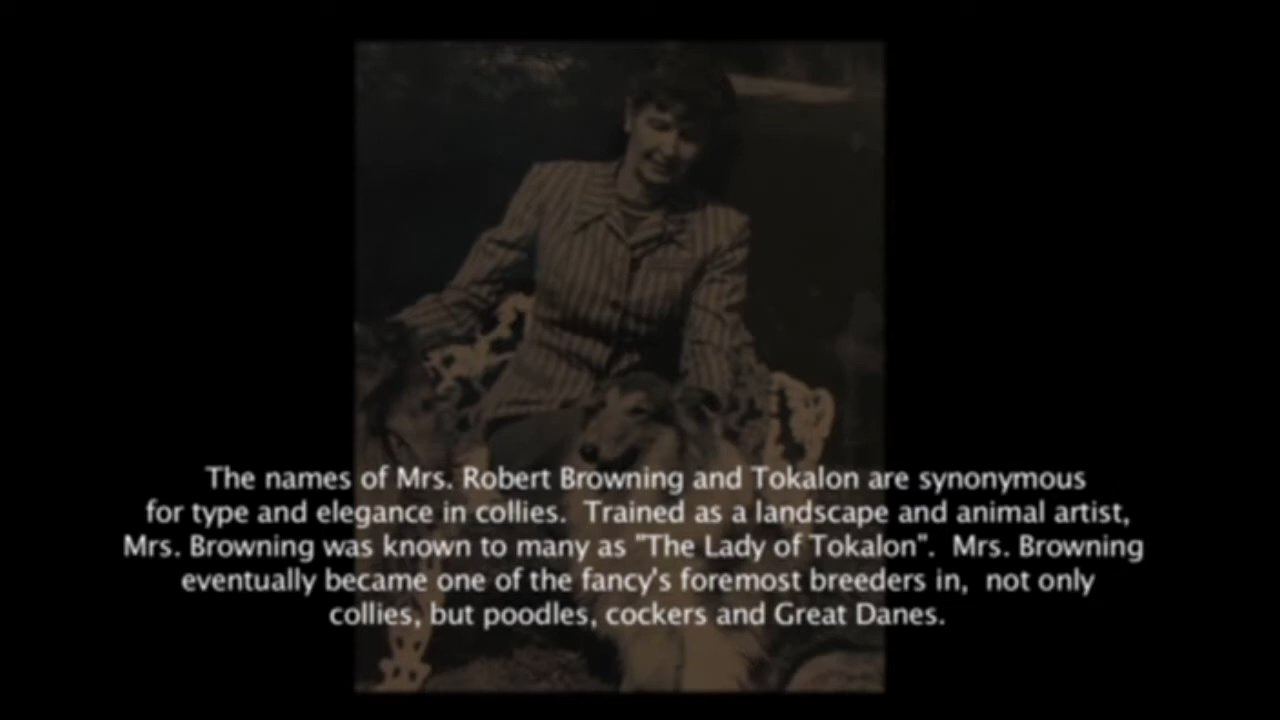 The names of Mrs. Robert Browning and Tokalon are synonymous
for type and elegance in collies.  Trained as a landscape and animal artist,
Mrs. Browning was known to many as "The Lady of Tokalon".  Mrs. Browning
eventually became one of the fancy's foremost breeders in,  not only
collies, but poodles, cockers and Great Danes.